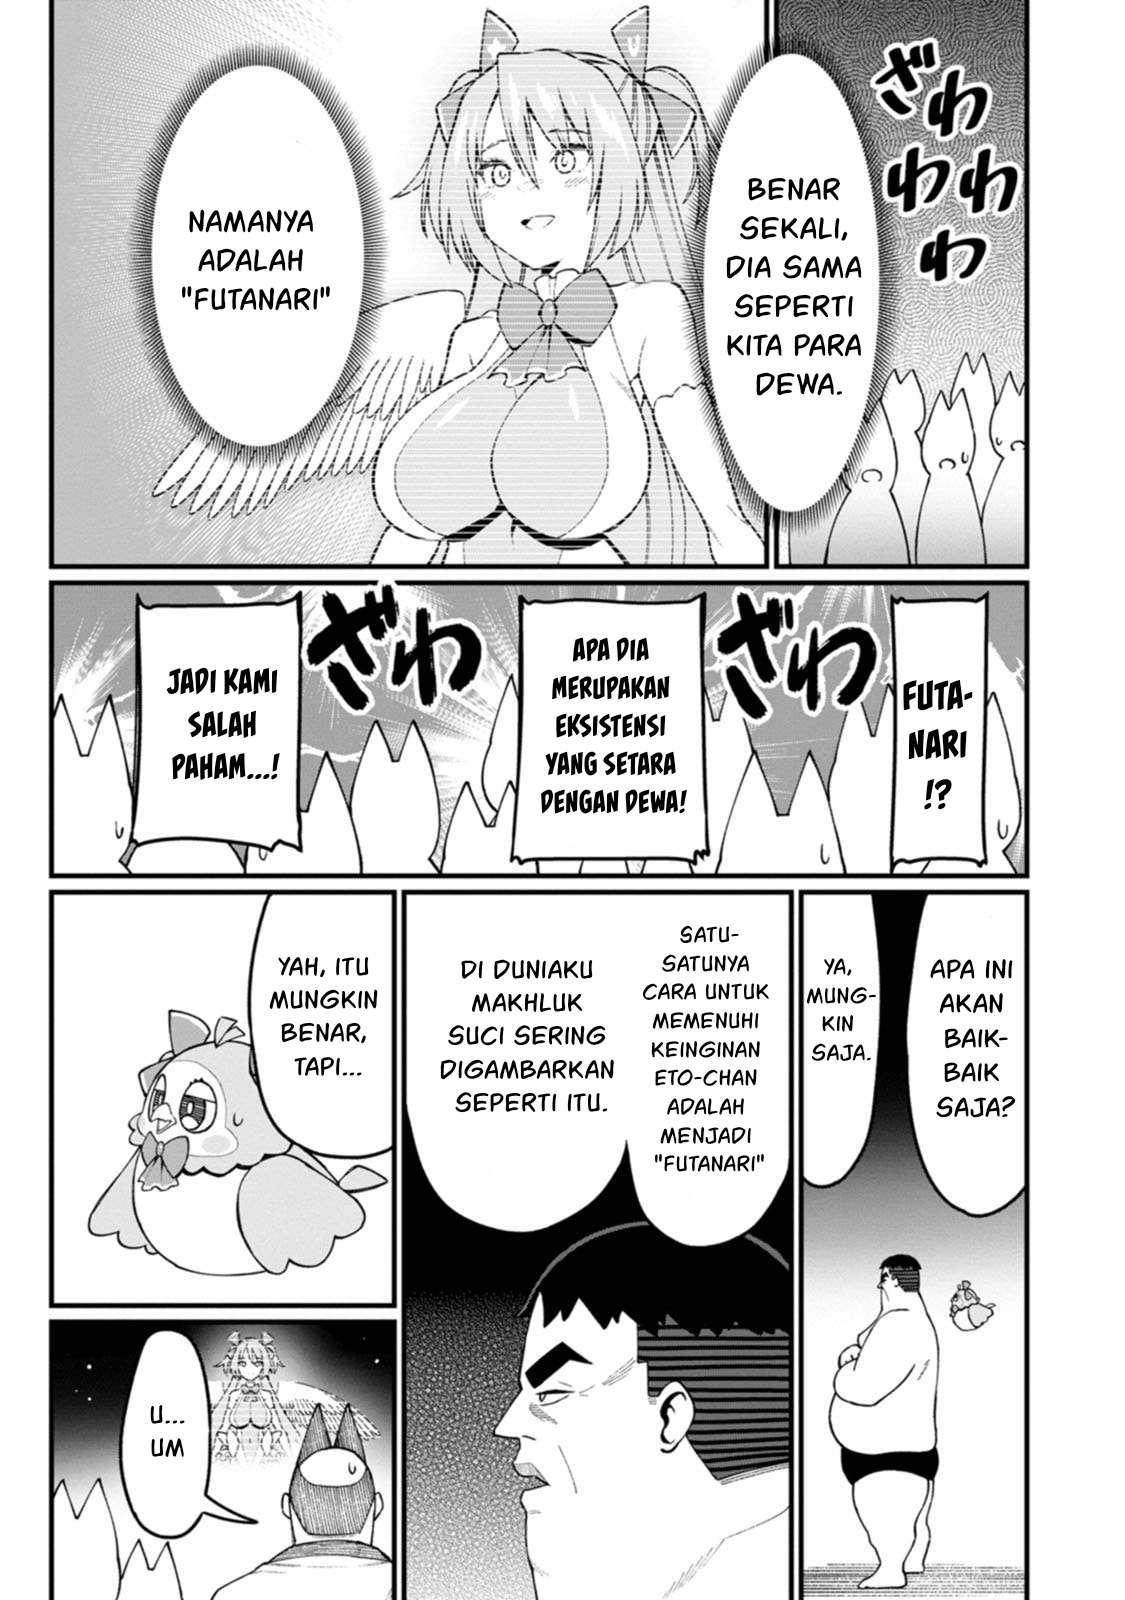 ざわ
わわ
わ
BENAR
SEKALI,
DIA SAMA
SEPERTI
KITA PARA
DEWA.
NAMANYA
ADALAH
"FUTANARI"
FUTA-
NARI
!?
ざわ
APA DIA
MERUPAKAN
EKSISTENSI
YANG SETARA
DENGAN DEWA!
ざわ
JADI KAMI
SALAH
PAHAM...!
APA INI
AKAN
BAIK-
BAIK
SAJA?
YA,
MUNG-
KIN
SAJA.
SATU-
SATUNYA
CARA UNTUK
MEMENUHI
KEINGINAN
ETO-CHAN
ADALAH
MENJADI
"FUTANARI"
DI DUNIAKU
MAKHLUK
SUCI SERING
DIGAMBARKAN
SEPERTI ITU.
YAH, ITU
MUNGKIN
BENAR,
TAPI...
U...
UM